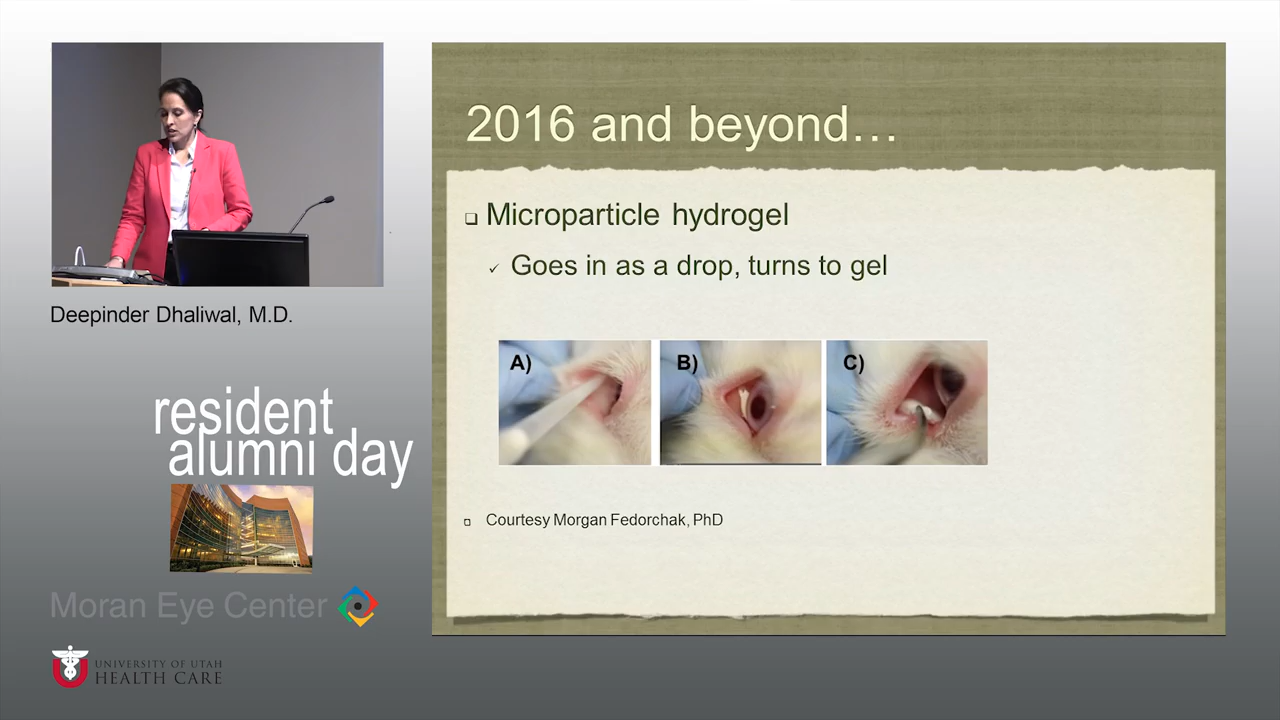 2016 and beyond…
Microparticle hydrogel
Goes in as a drop, turns to gel
A)
B)
C)
Courtesy Morgan Fedorchak, PhD
Deepinder Dhaliwal, M.D.
resident
alumni day
Moran Eye Center
U
UNIVERSITY OF UTAH
HEALTH CARE